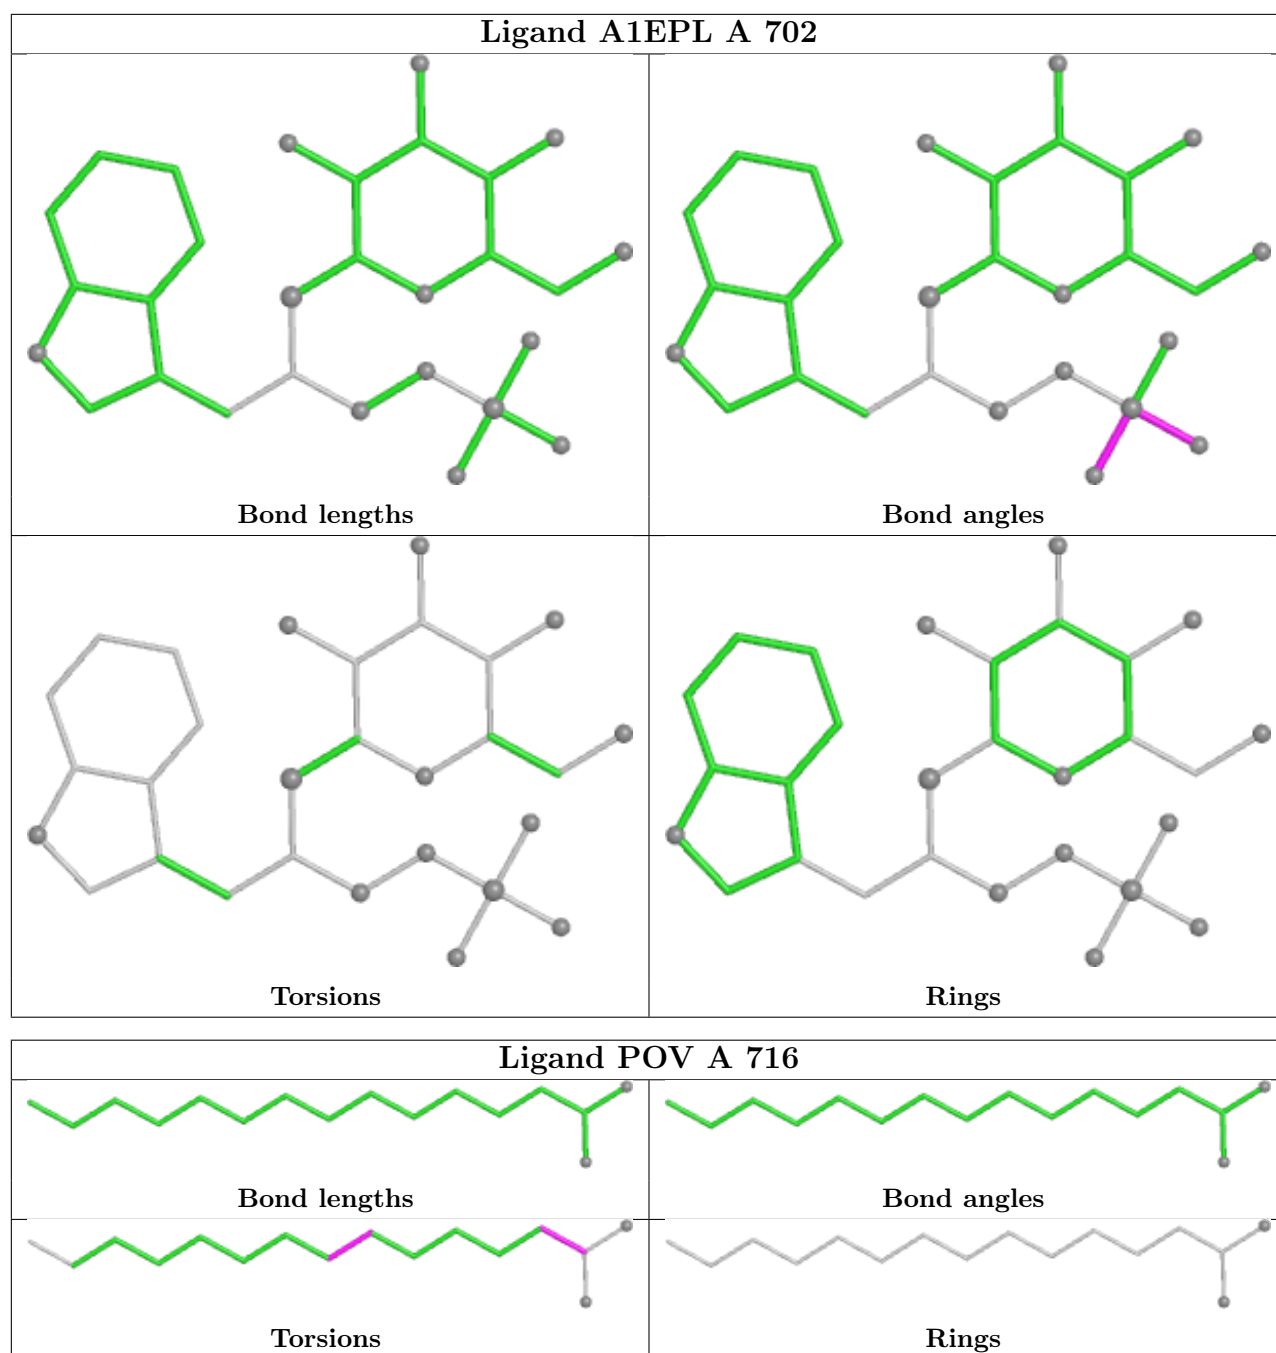 Ligand A1EPL A 702
Bond lengths
Bond angles
Torsions
Rings
Ligand POV A 716
Bond lengths
Bond angles
Torsions
Rings